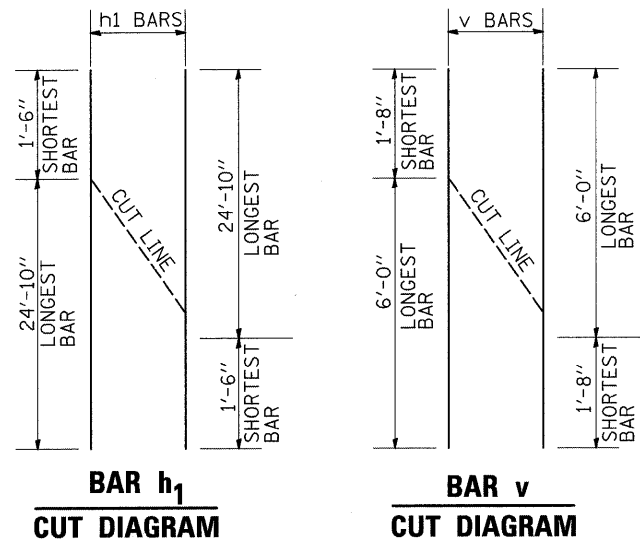 h1 BARS
1'-6"
SHORTEST
BAR
24'-10"
LONGEST
BAR
CUT LINE
24'-10"
LONGEST
BAR
1'-6"
SHORTEST
BAR
BAR h1
CUT DIAGRAM
v BARS
1'-8"
SHORTEST
BAR
6'-0"
LONGEST
BAR
CUT LINE
6'-0"
LONGEST
BAR
1'-8"
SHORTEST
BAR
BAR v
CUT DIAGRAM